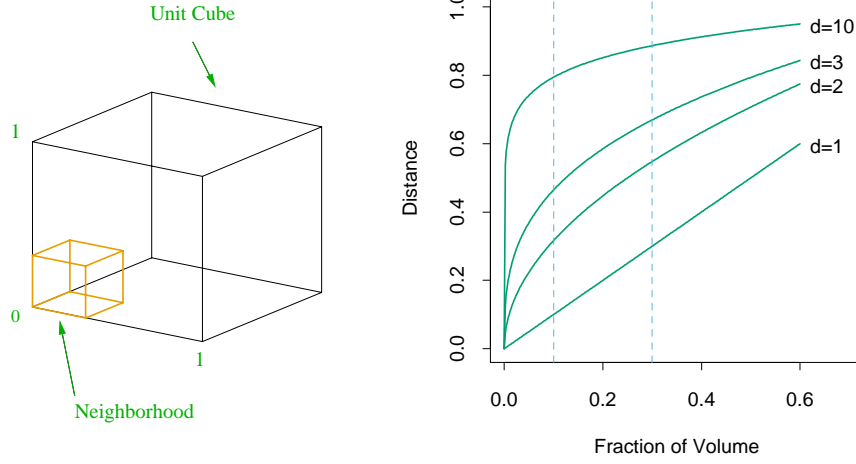 Unit Cube
1
0
1
Neighborhood
1.0
0.8
0.6
0.4
0.2
0.0
Distance
d=10
d=3
d=2
d=1
0.0 0.2 0.4 0.6
Fraction of Volume